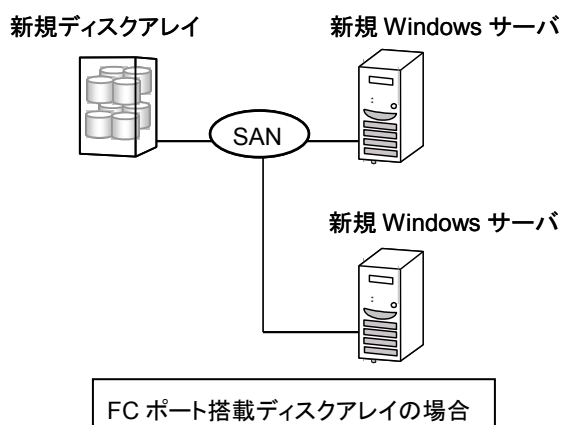 新規ディスクアレイ
新規 Windows サーバ
SAN
新規 Windows サーバ
FC ポート搭載ディスクアレイの場合